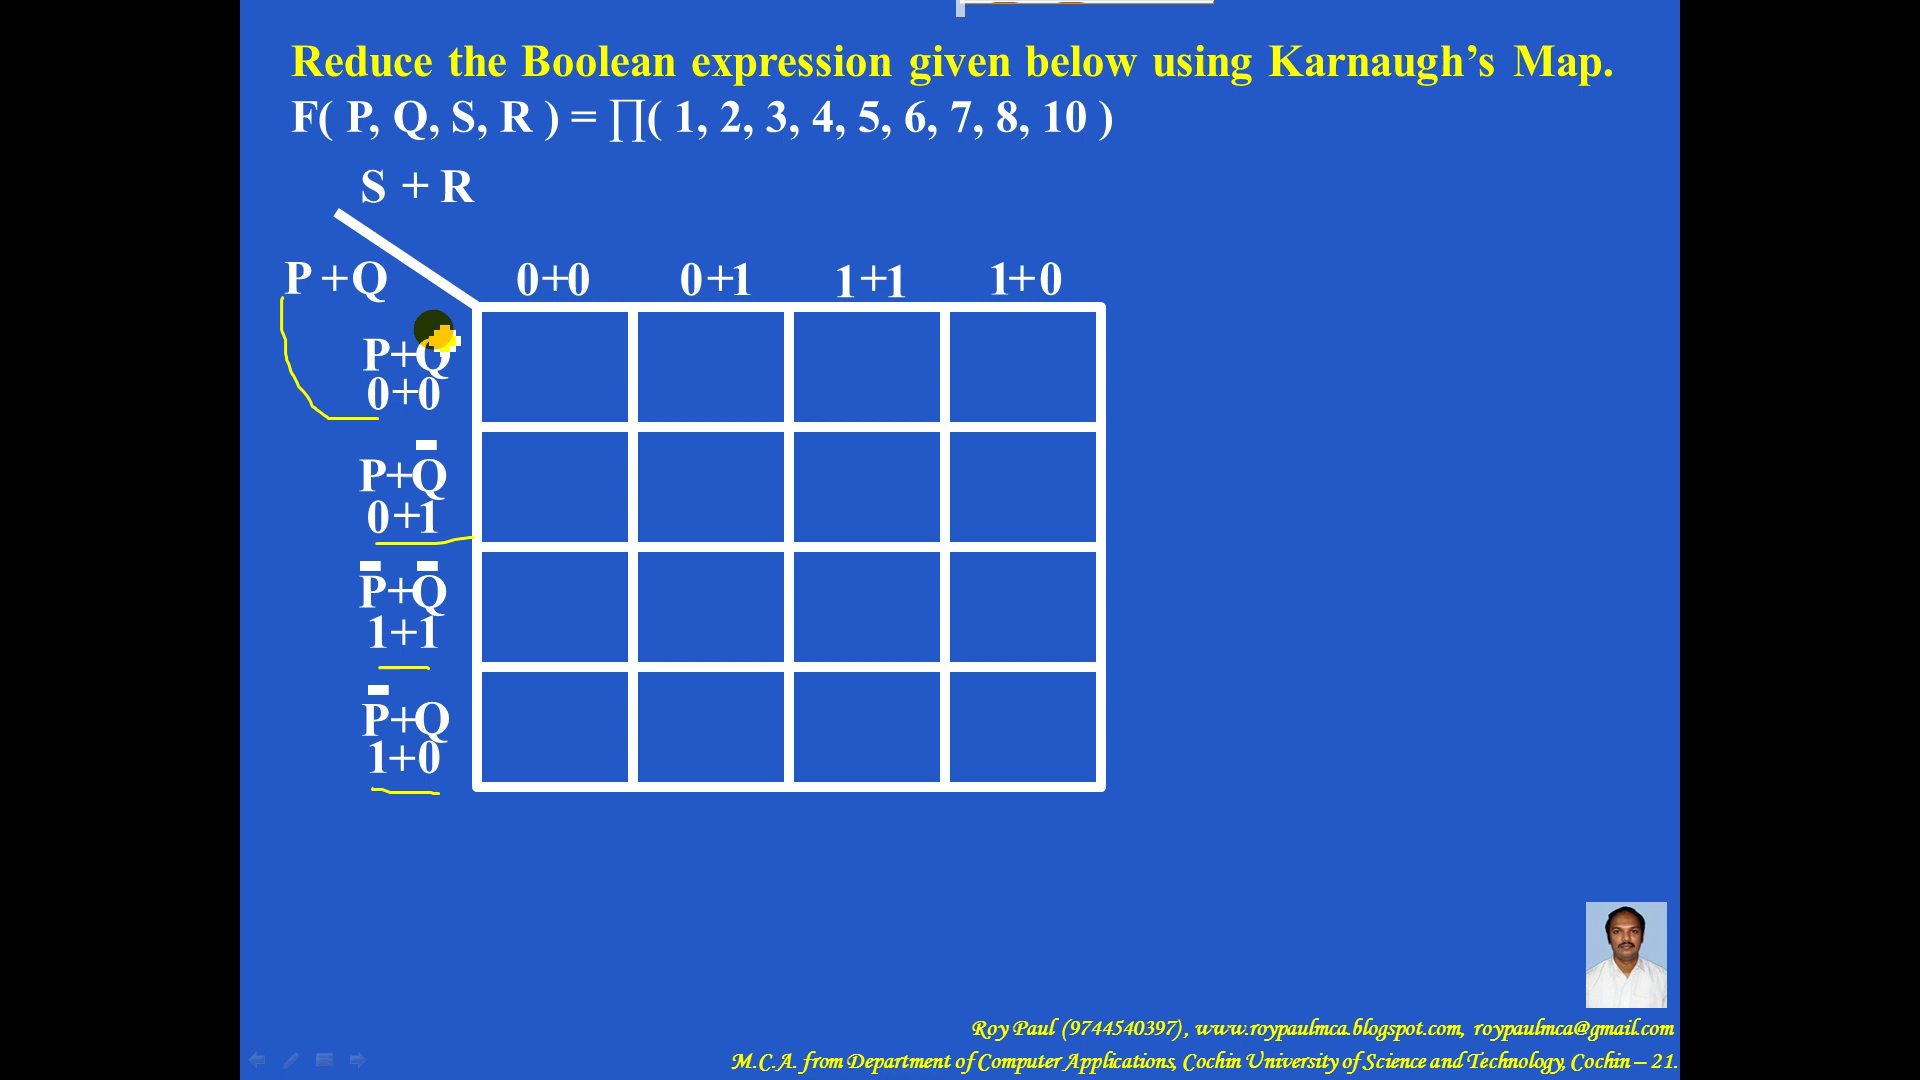 Reduce the Boolean expression given below using Karnaugh’s Map.
F( P, Q, S, R ) = ∏( 1, 2, 3, 4, 5, 6, 7, 8, 10 )
S + R
P + Q
0+0 0+1 1+1 1+0
P+Q
0+0
P+Q̅
0+1
P̅+Q̅
1+1
P̅+Q
1+0
Roy Paul (9744540397), www.roypaulmca.blogspot.com, roypaulmca@gmail.com
M.C.A. from Department of Computer Applications, Cochin University of Science and Technology, Cochin – 21.